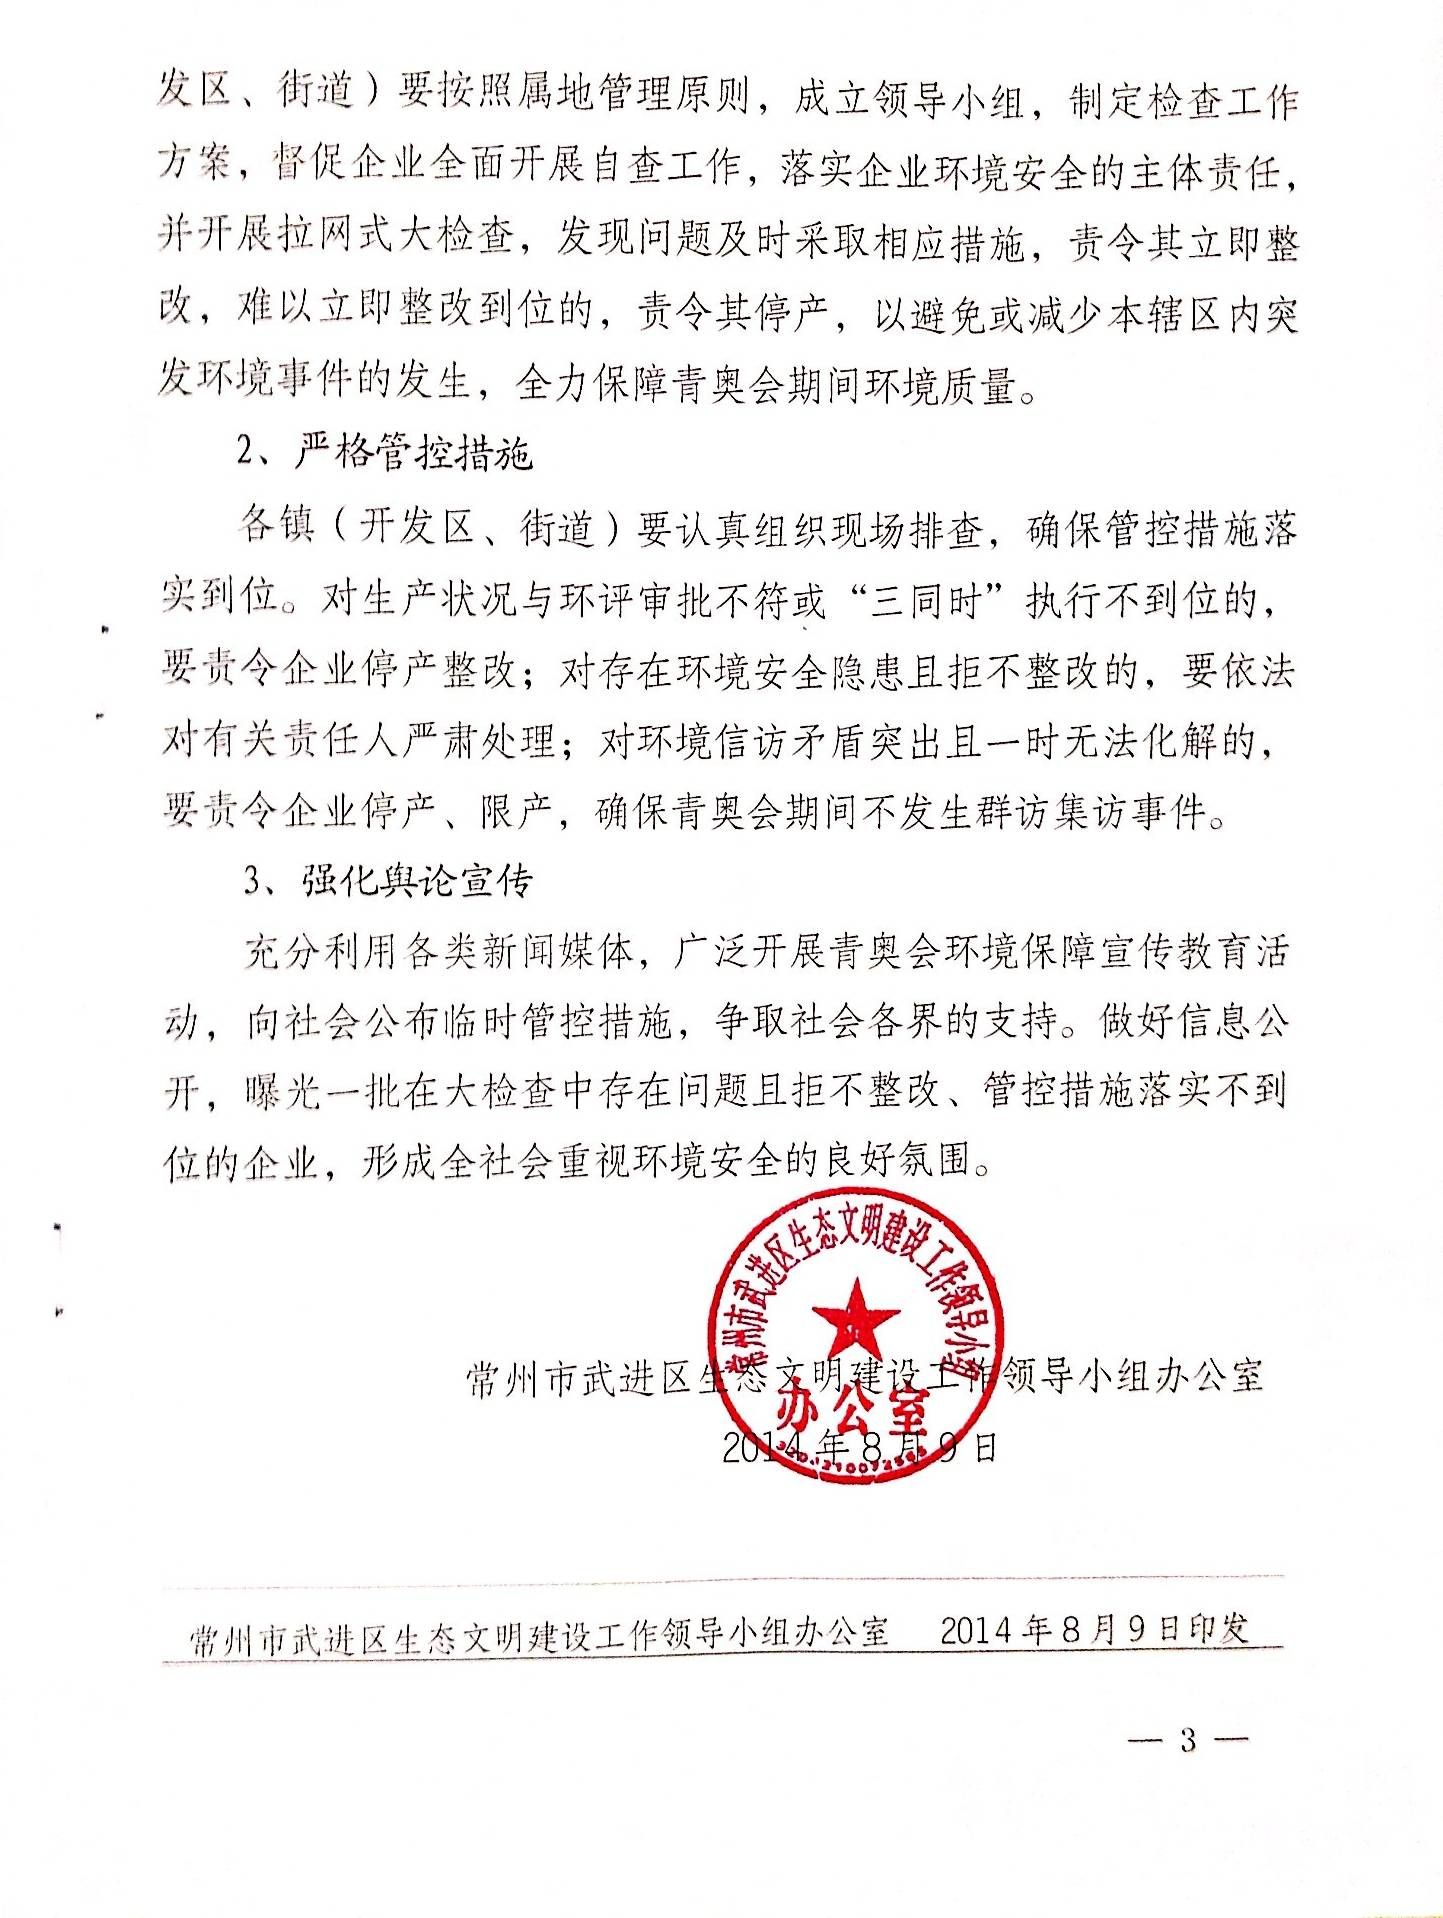 发区、街道）要按照属地管理原则，成立领导小组，制定检查工作
方案，督促企业全面开展自查工作，落实企业环境安全的主体责任，
并开展拉网式大检查，发现问题及时采取相应措施，责令其立即整
改，难以立即整改到位的，责令其停产，以避免或减少本辖区内突
发环境事件的发生，全力保障青奥会期间环境质量。
2、严格管控措施
各镇（开发区、街道）要认真组织现场排查，确保管控措施落
实到位。对生产状况与环评审批不符或“三同时”执行不到位的，
要责令企业停产整改；对存在环境安全隐患且拒不整改的，要依法
对有关责任人严肃处理；对环境信访矛盾突出且一时无法化解的，
要责令企业停产、限产，确保青奥会期间不发生群访集访事件。
3、强化舆论宣传
充分利用各类新闻媒体，广泛开展青奥会环境保障宣传教育活
动，向社会公布临时管控措施，争取社会各界的支持。做好信息公
开，曝光一批在大检查中存在问题且拒不整改、管控措施落实不到
位的企业，形成全社会重视环境安全的良好氛围。
常州市武进区生态文明建设工作领导小组
办公室
常州市武进区生态文明建设工作领导小组办公室
2014年8月9日
常州市武进区生态文明建设工作领导小组办公室 2014年8月9日印发
— 3 —